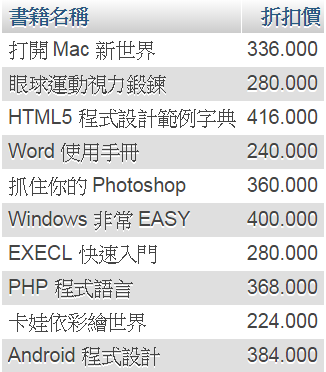 書籍名稱 折扣價
打開 Mac 新世界 336.000
眼球運動視力鍛鍊 280.000
HTML5 程式設計範例字典 416.000
Word 使用手冊 240.000
抓住你的 Photoshop 360.000
Windows 非常 EASY 400.000
EXECL 快速入門 280.000
PHP 程式語言 368.000
卡娃依彩繪世界 224.000
Android 程式設計 384.000